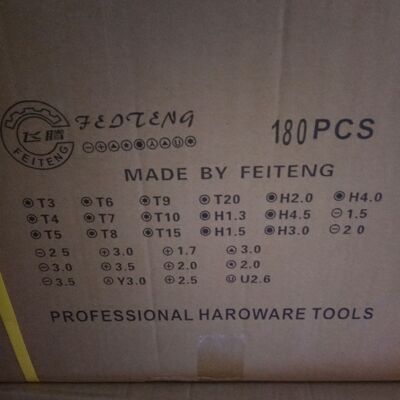 飞腾
FEITENG
FEITENG
180PCS
MADE BY FEITENG
T3 T6 T9 T20 H2.0 H4.0
T4 T7 T10 H1.3 H4.5 1.5
T5 T8 T15 H1.5 H3.0 2 0
2 5 3.0 1.7 3.0
3.0 3.5 2.0 2.0
3.5 Y3.0 2.5 U2.6
PROFESSIONAL HARDWARE TOOLS